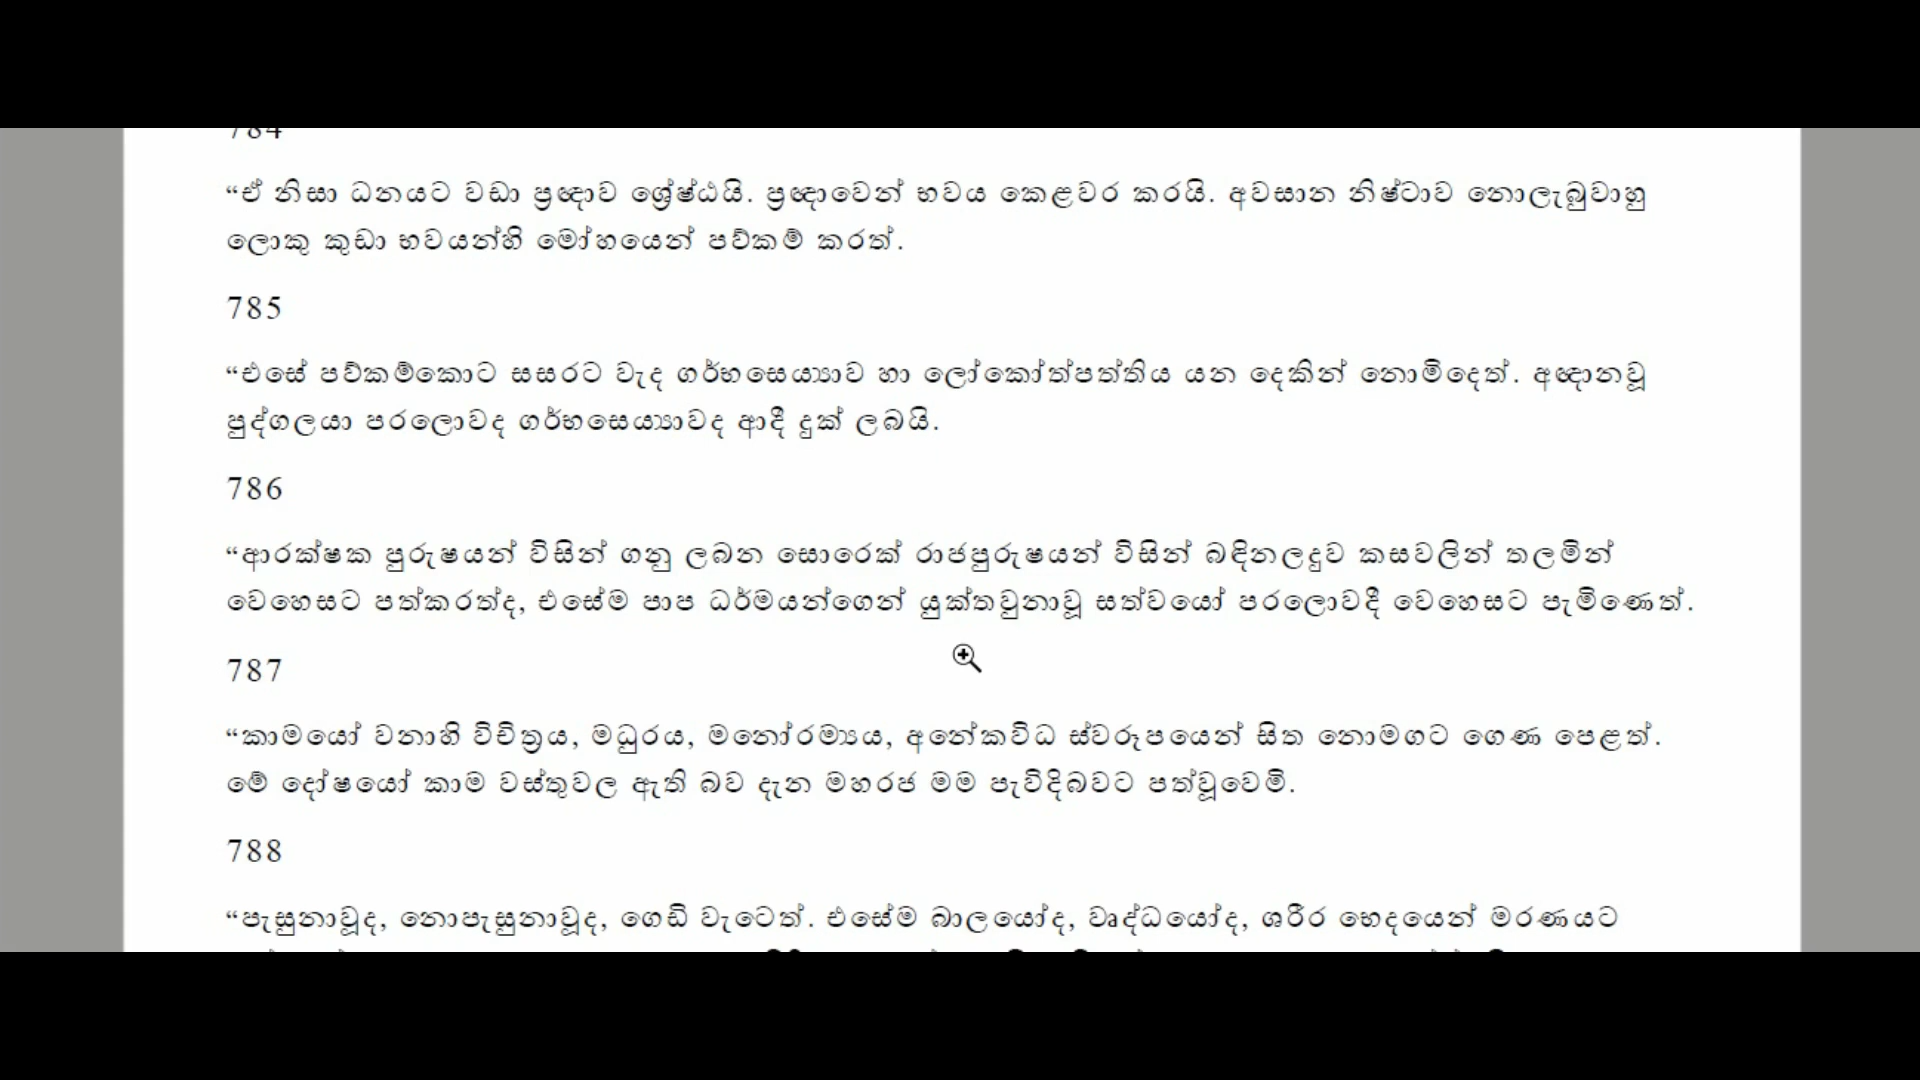 784
“ඒ නිසා ධනයට වඩා ප්‍රඥාව ශ්‍රේෂ්ඨයි. ප්‍රඥාවෙන් භවය කෙළවර කරයි. අවසාන නිෂ්ටාව නොලැබුවාහු
ලොකු කුඩා භවයන්හි මෝහයෙන් පව්කම් කරත්.
785
“එසේ පව්කම්කොට සසරට වැද ගර්භසෙය්‍යාව හා ලෝකෝත්පත්තිය යන දෙකින් නොමිදෙත්. අඥානවූ
පුද්ගලයා පරලොවද ගර්භසෙය්‍යාවද ආදී දුක් ලබයි.
786
“ආරක්ෂක පුරුෂයන් විසින් ගනු ලබන සොරෙක් රාජපුරුෂයන් විසින් බඳිනලදුව කසවලින් තලමින්
වෙහෙසට පත්කරත්ද, එසේම පාප ධර්මයන්ගෙන් යුක්තවුනාවූ සත්වයෝ පරලොවදී වෙහෙසට පැමිණෙත්.
787
“කාමයෝ වනාහි විචිත්‍රය, මධුරය, මනෝරම්‍යය, අනේකවිධ ස්වරූපයෙන් සිත නොමගට ගෙණ පෙළත්.
මේ දෝෂයෝ කාම වස්තුවල ඇති බව දැන මහරජ මම පැවිදිබවට පත්වූවෙමි.
788
“පැසුනාවූද, නොපැසුනාවූද, ගෙඩි වැටෙත්. එසේම බාලයෝද, වෘද්ධයෝද, ශරීර භෙදයෙන් මරණයට